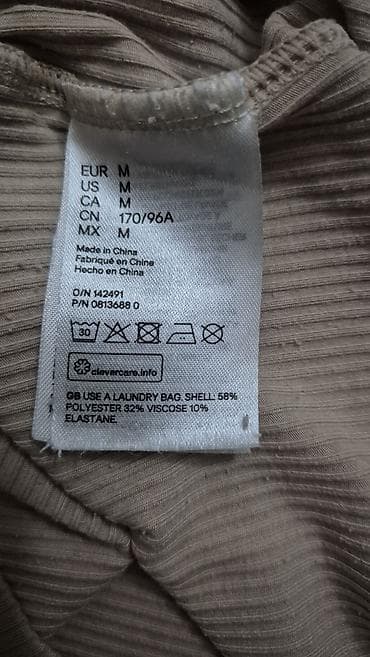 EUR M
US M
CA M
CN 170/96A
MX M
Made in China
Fabriqué en Chine
Hecho en China
O/N 142491
P/N 0813688 0
30
clevercare.info
GB USE A LAUNDRY BAG. SHELL: 58%
POLYESTER 32% VISCOSE 10%
ELASTANE.